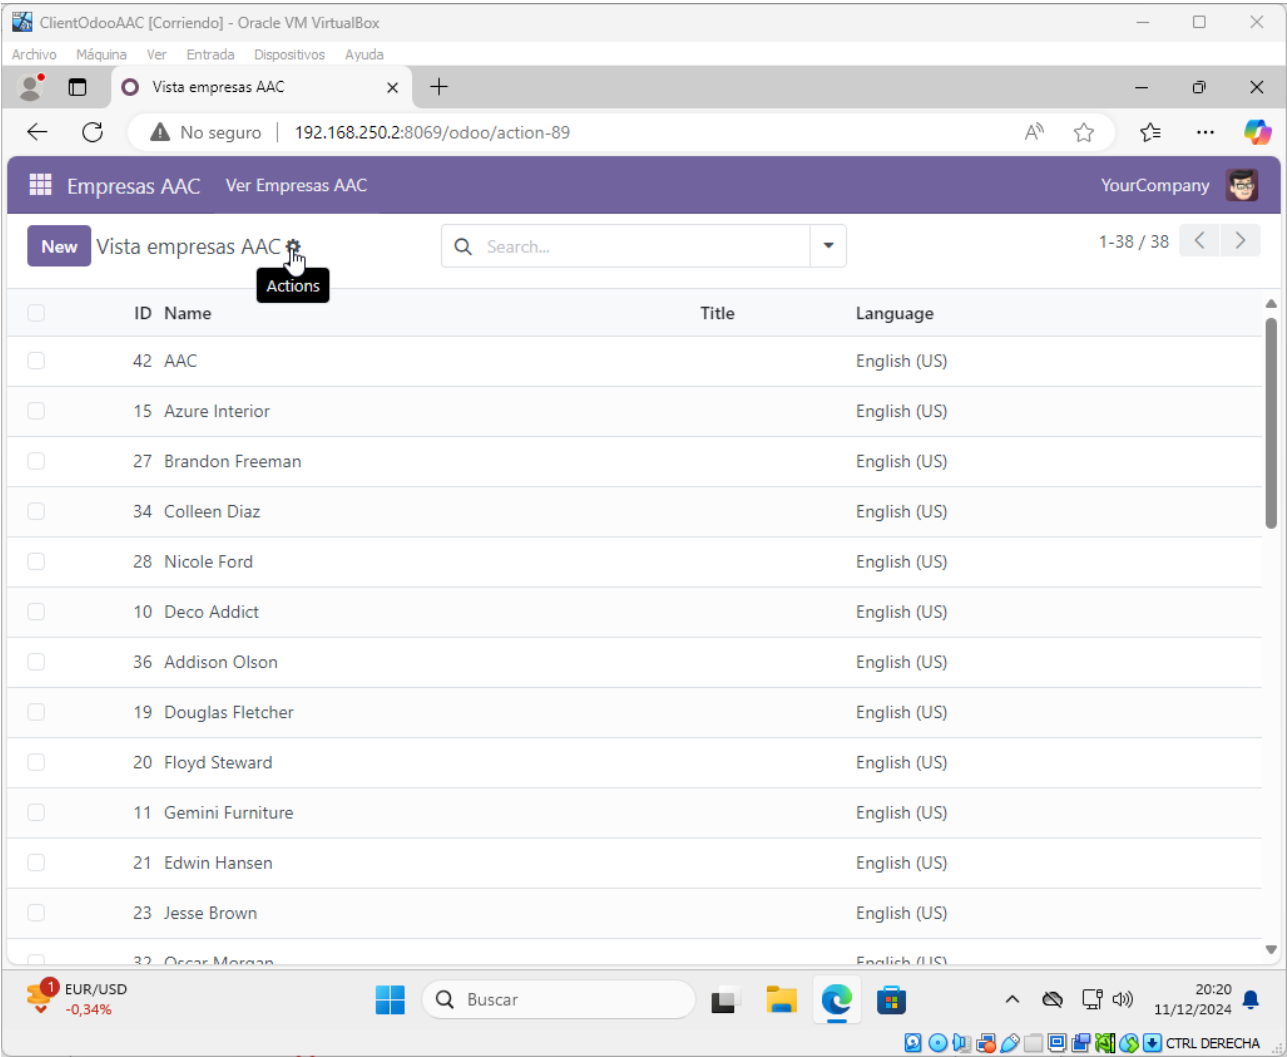 ClientOdooAAC [Corriendo] - Oracle VM VirtualBox
Archivo Máquina Ver Entrada Dispositivos Ayuda
Vista empresas AAC
No seguro 192.168.250.2:8069/odoo/action-89
Empresas AAC Ver Empresas AAC YourCompany
New Vista empresas AAC Search... 1-38 / 38
Actions
ID Name Title Language
42 AAC English (US)
15 Azure Interior English (US)
27 Brandon Freeman English (US)
34 Colleen Diaz English (US)
28 Nicole Ford English (US)
10 Deco Addict English (US)
36 Addison Olson English (US)
19 Douglas Fletcher English (US)
20 Floyd Steward English (US)
11 Gemini Furniture English (US)
21 Edwin Hansen English (US)
23 Jesse Brown English (US)
32 Oscar Morgan English (US)
1 EUR/USD
-0,34%
Buscar
20:20
11/12/2024
CTRL DERECHA